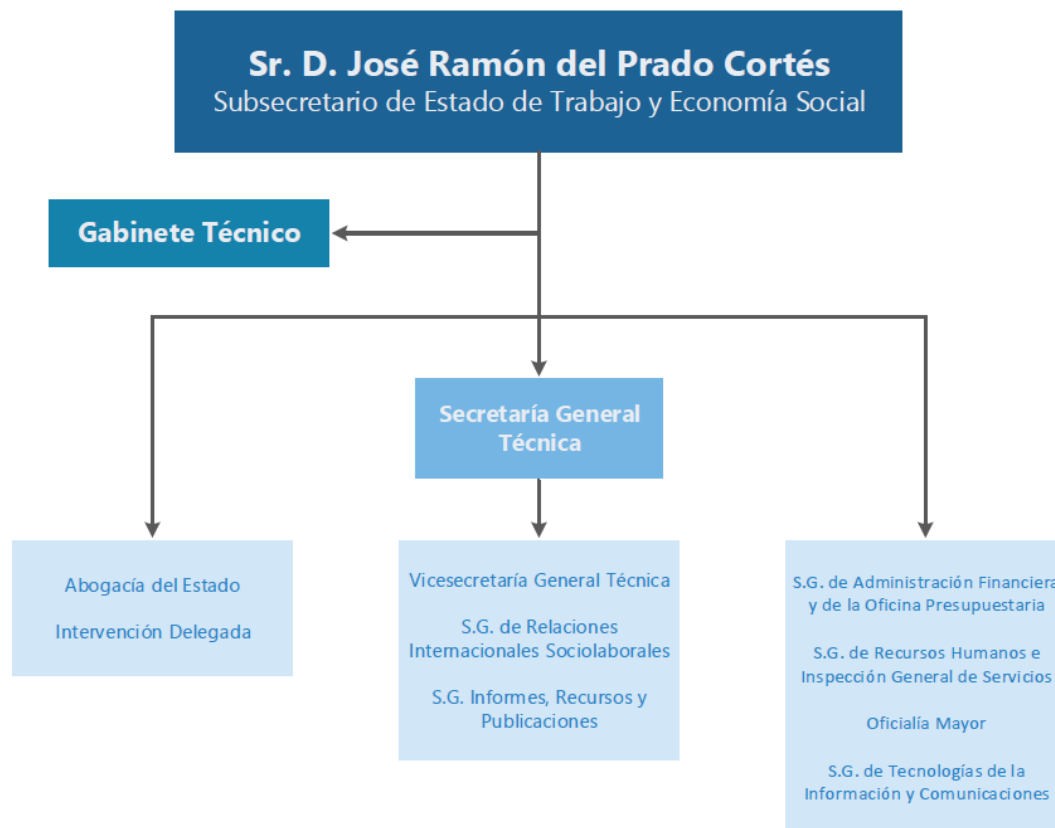 Sr. D. José Ramón del Prado Cortés
Subsecretario de Estado de Trabajo y Economía Social
Gabinete Técnico
Secretaría General
Técnica
Abogacía del Estado
Intervención Delegada
Vicesecretaría General Técnica
S.G. de Relaciones
Internacionales Sociolaborales
S.G. Informes, Recursos y
Publicaciones
S.G. de Administración Financiera
y de la Oficina Presupuestaria
S.G. de Recursos Humanos e
Inspección General de Servicios
Oficialía Mayor
S.G. de Tecnologías de la
Información y Comunicaciones